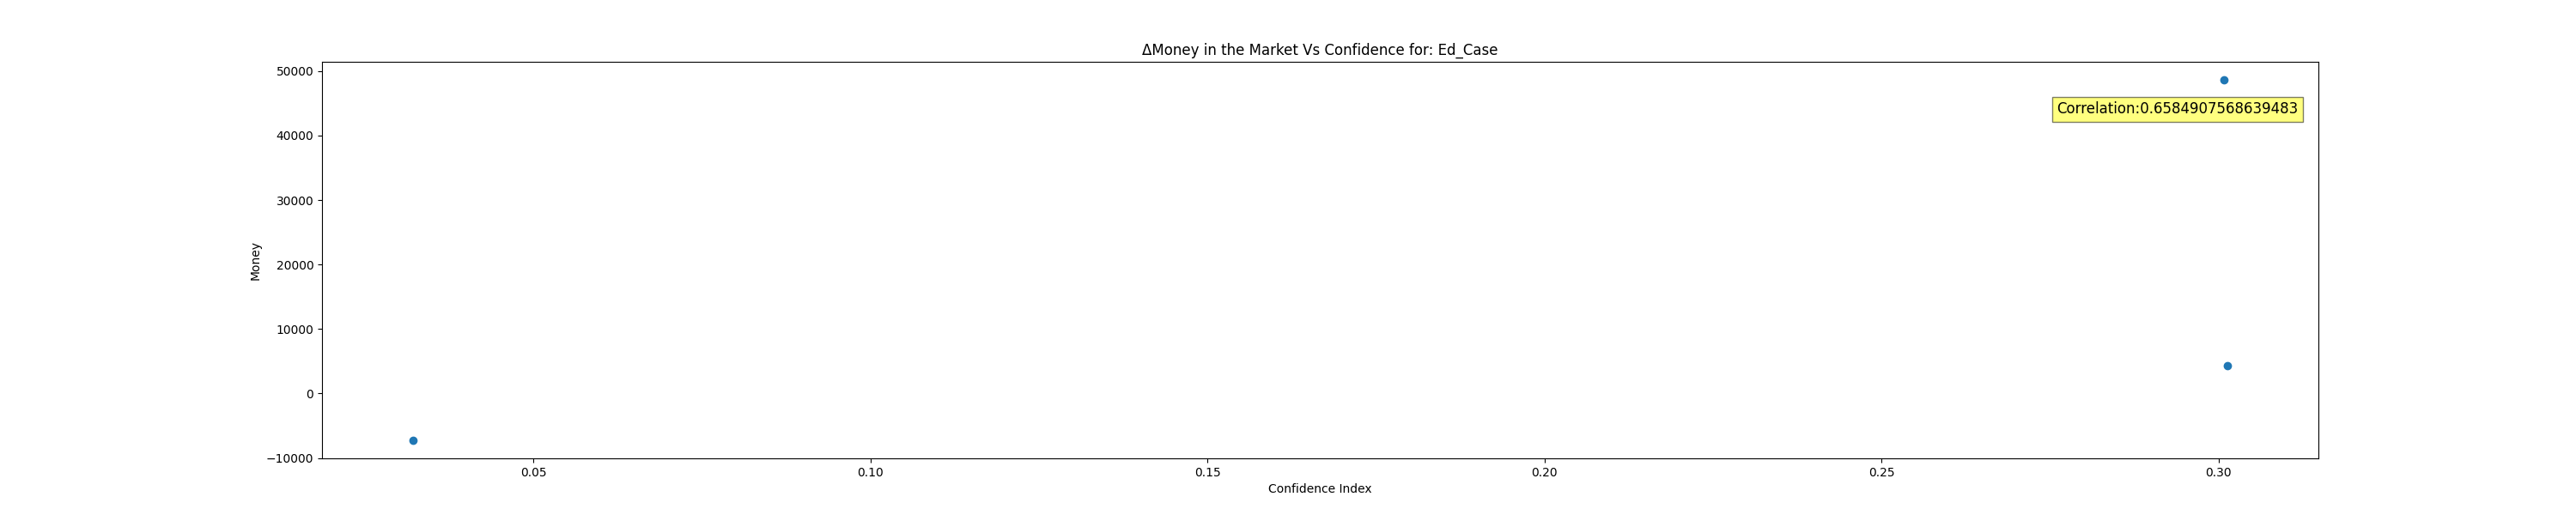 ΔMoney in the Market Vs Confidence for: Ed_Case
50000
40000
30000
20000
10000
0
−10000
Money
Correlation:0.6584907568639483
0.05 0.10 0.15 0.20 0.25 0.30
Confidence Index